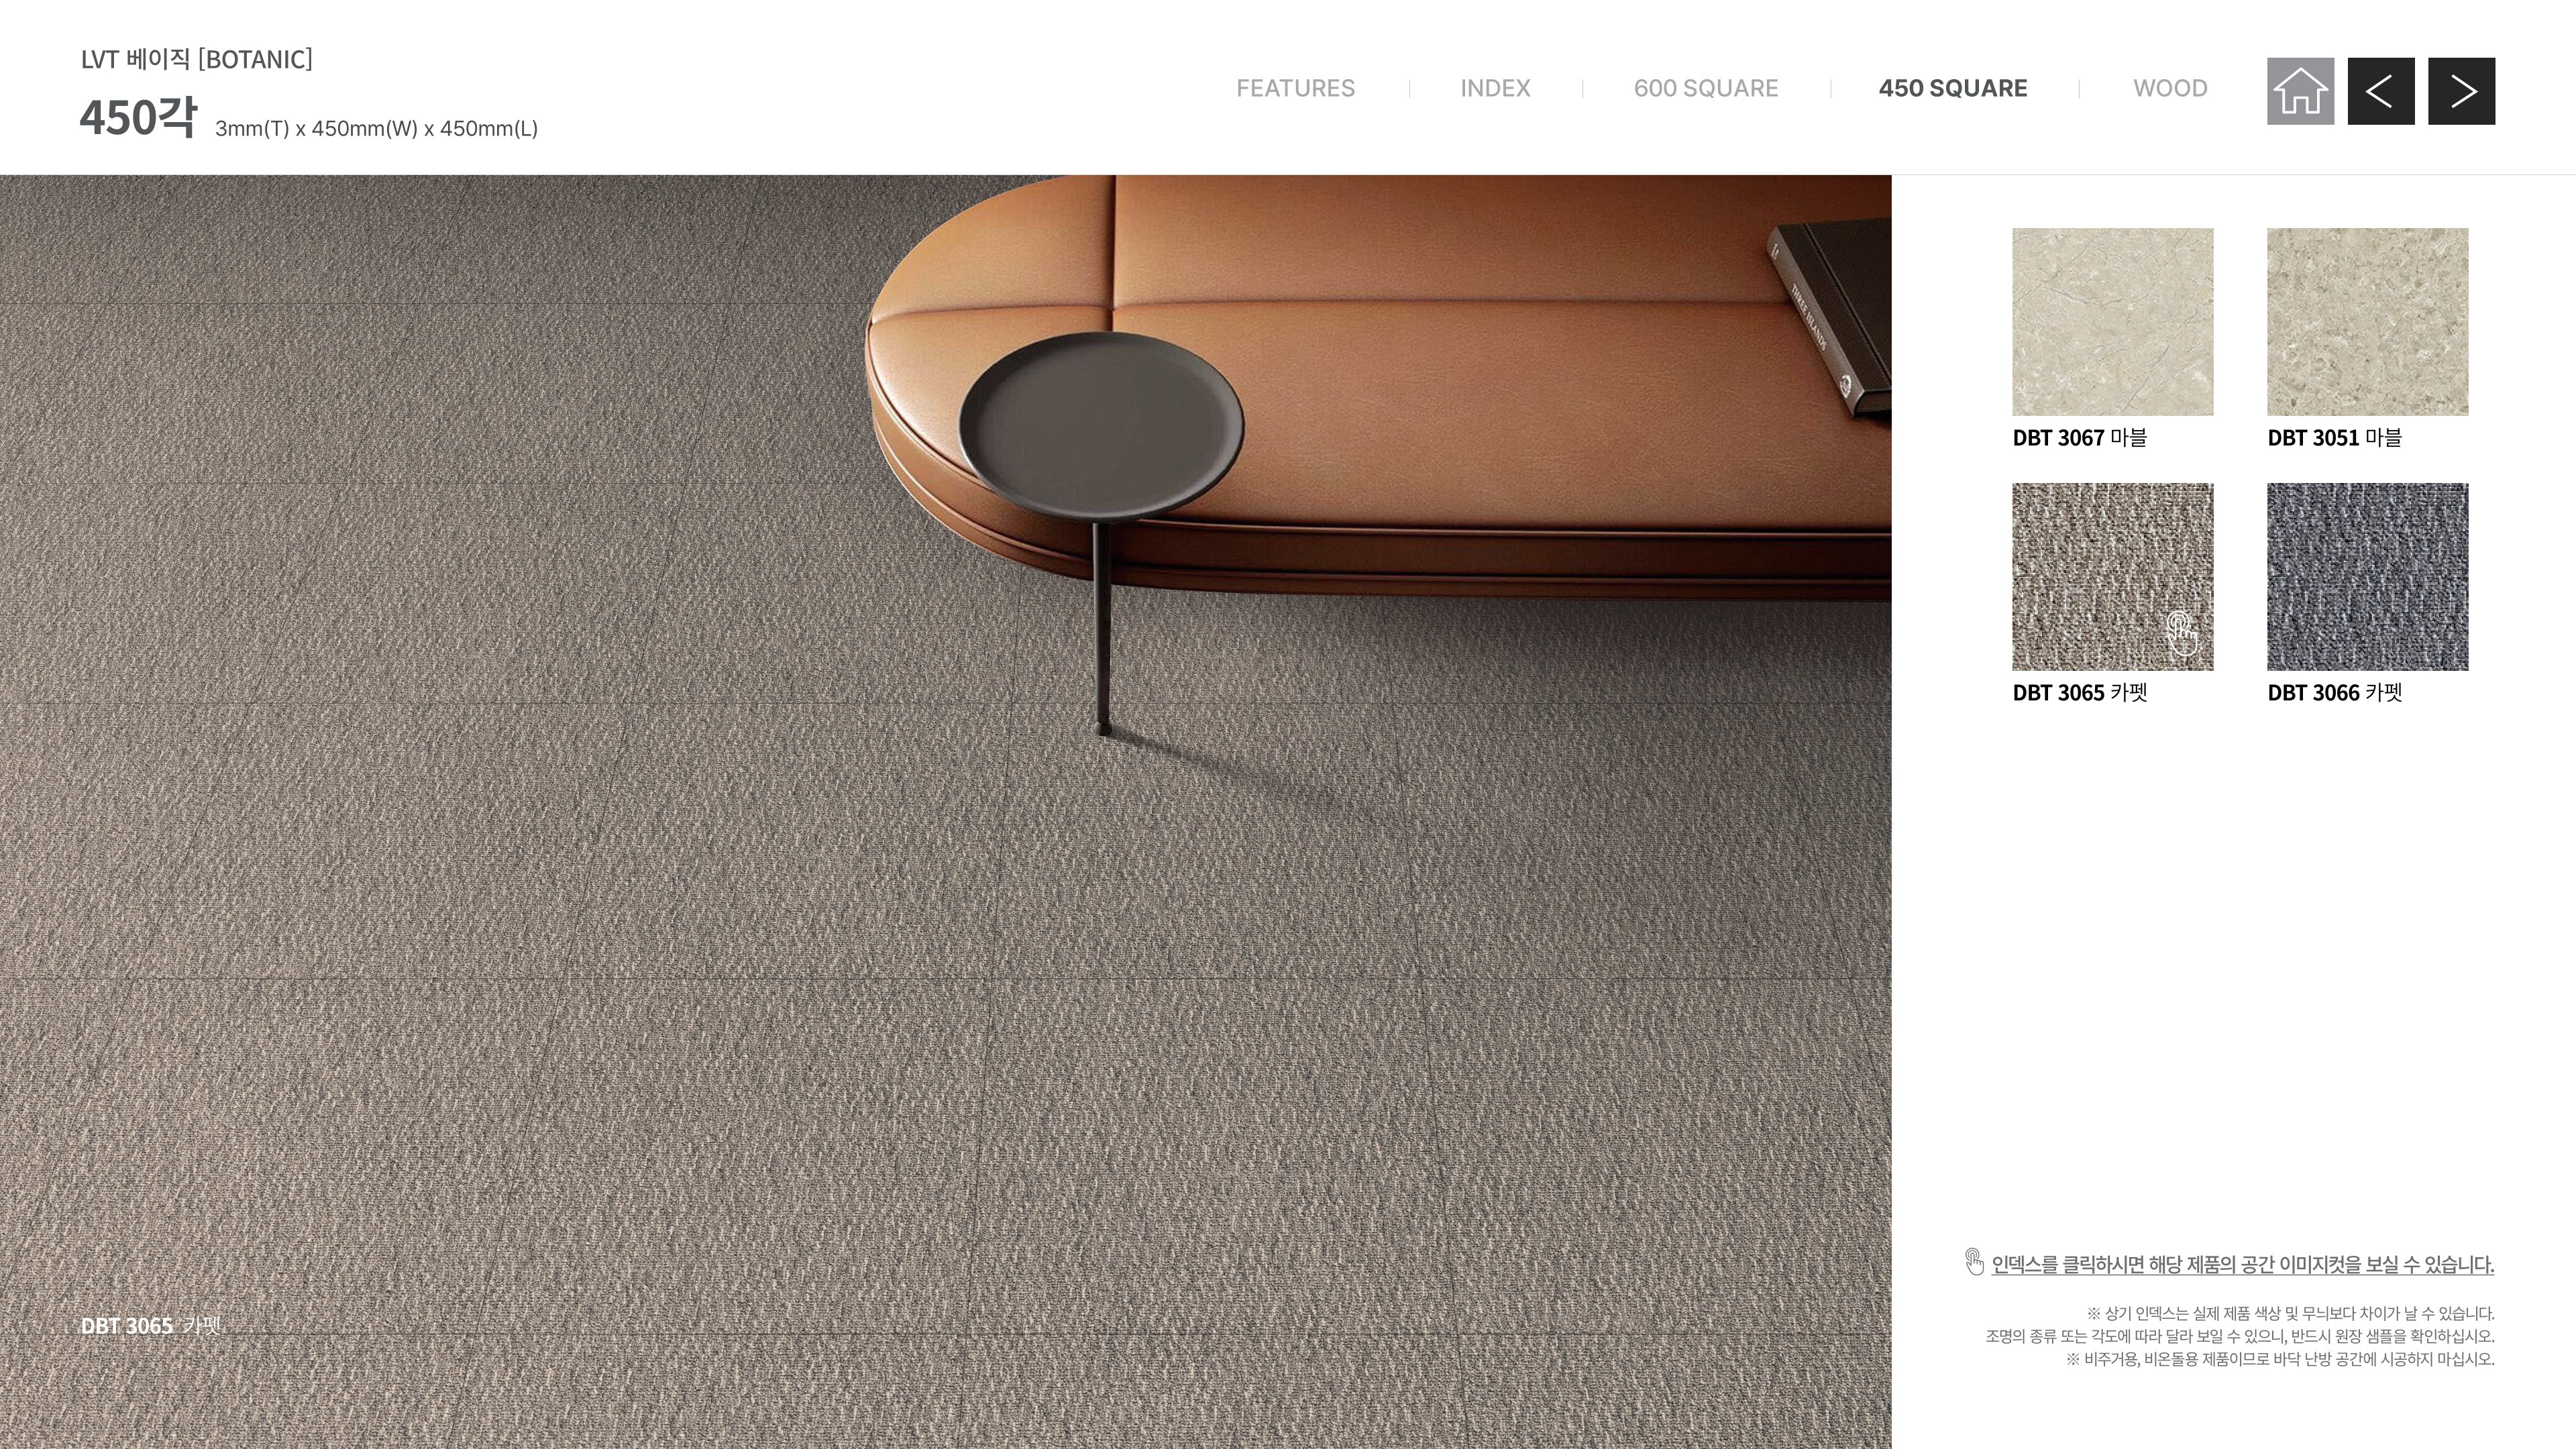 LVT 베이직 [BOTANIC]
450각 3mm(T) x 450mm(W) x 450mm(L)
FEATURES
INDEX
600 SQUARE
450 SQUARE
WOOD
THREE ISLANDS
DBT 3067 마블
DBT 3051 마블
DBT 3065 카펫
DBT 3066 카펫
DBT 3065 카펫
인덱스를 클릭하시면 해당 제품의 공간 이미지컷을 보실 수 있습니다.
※ 상기 인덱스는 실제 제품 색상 및 무늬보다 차이가 날 수 있습니다.
조명의 종류 또는 각도에 따라 달라 보일 수 있으니, 반드시 원장 샘플을 확인하십시오.
※ 비주거용, 비온돌용 제품이므로 바닥 난방 공간에 시공하지 마십시오.